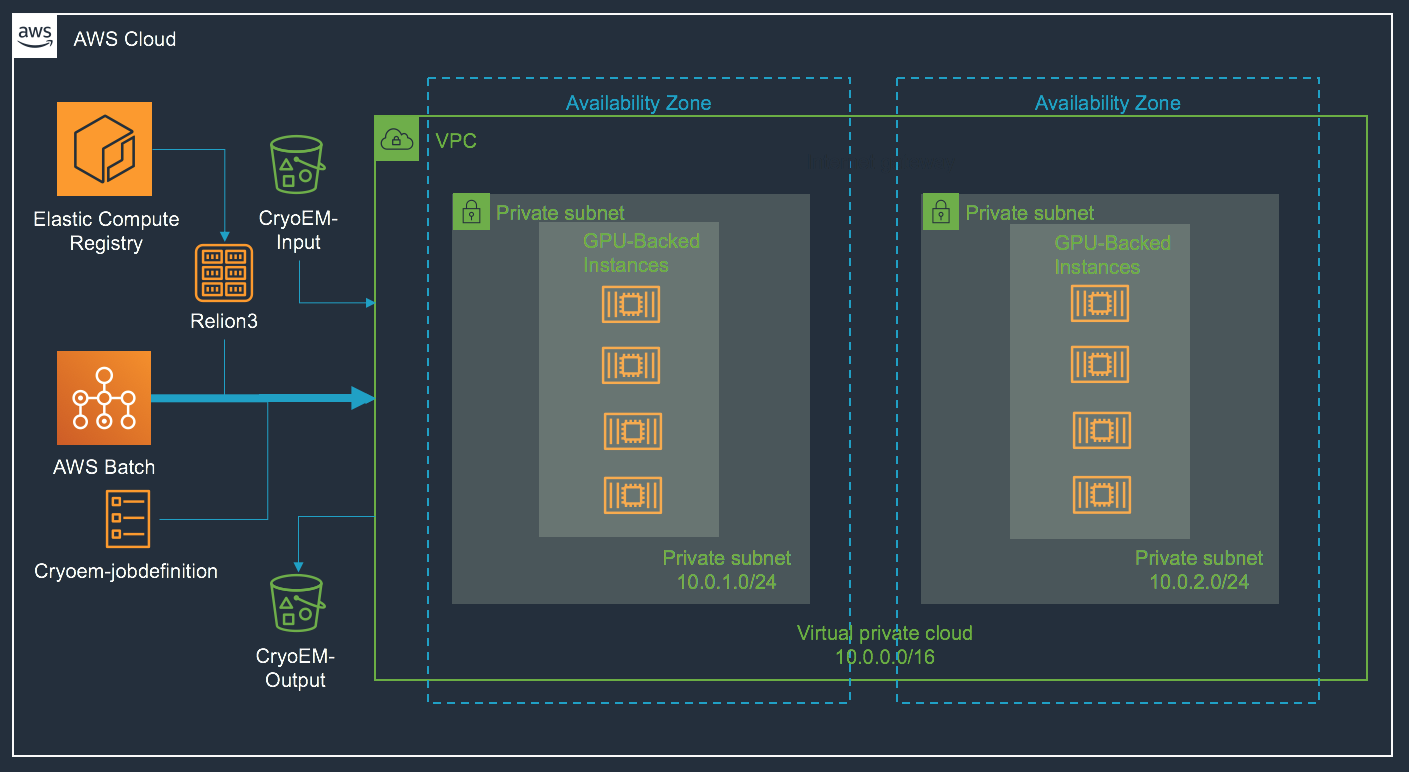 aws
AWS Cloud
Availability Zone
Availability Zone
VPC
Elastic Compute
Registry
CryoEM-
Input
Relion3
AWS Batch
Cryoem-jobdefinition
CryoEM-
Output
Private subnet
GPU-Backed
Instances
Private subnet
10.0.1.0/24
Private subnet
GPU-Backed
Instances
Private subnet
10.0.2.0/24
Virtual private cloud
10.0.0.0/16